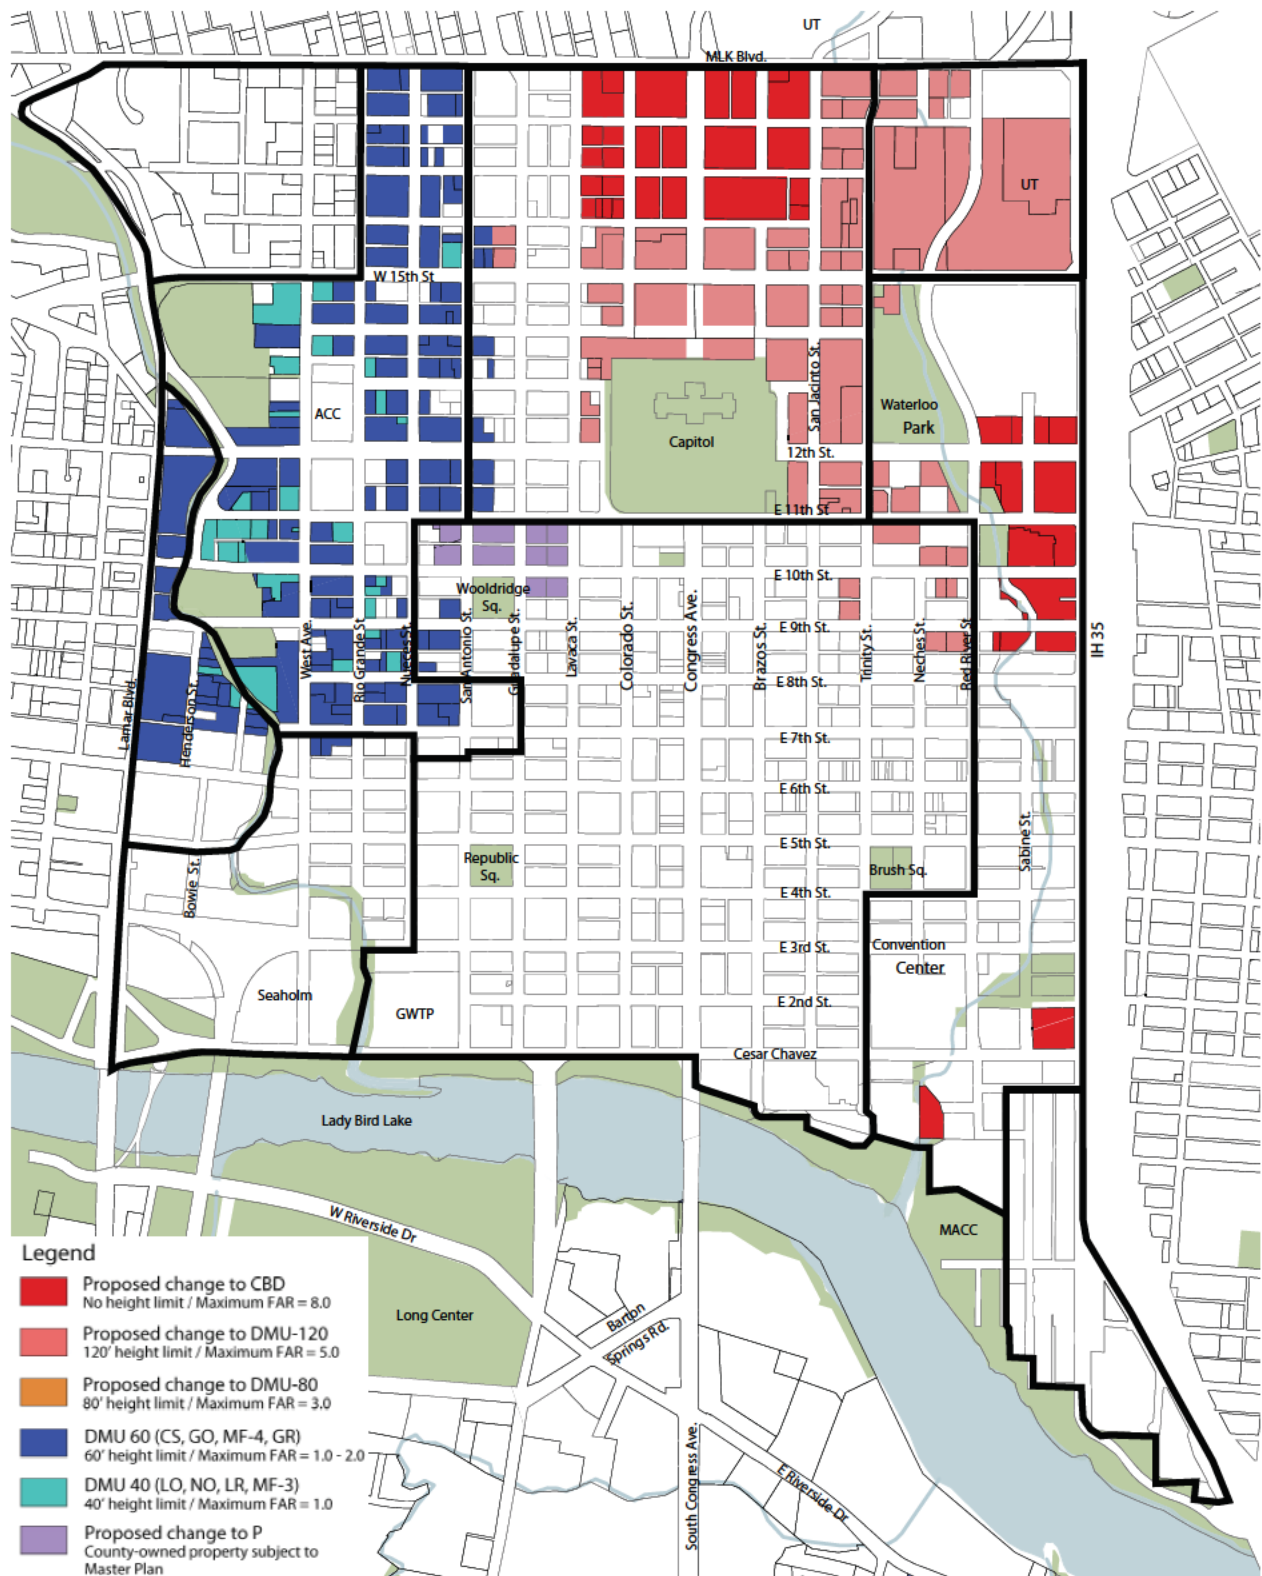 UT
MLK Blvd.
UT
W 15th St
ACC
San Jacinto St.
Waterloo
Park
Capitol
12th St.
E 11th St
E 10th St.
Wooldridge
Sq.
E 9th St.
West Ave.
Rio Grande St
Nueces St.
San Antonio St.
Guadalupe St.
Lavaca St.
Colorado St.
Congress Ave.
Brazos St.
Trinity St.
Neches St.
Red River St
IH 35
E 8th St.
Lamar Blvd.
Henderson St.
E 7th St.
E 6th St.
E 5th St.
Sabine St.
Republic
Sq.
Brush Sq.
Bowie St.
E 4th St.
E 3rd St.
Convention
Center
Seaholm
GWTP
E 2nd St.
Cesar Chavez
Lady Bird Lake
W Riverside Dr
MACC
Long Center
Barton
Springs Rd.
South Congress Ave.
E Riverside Dr
Legend
Proposed change to CBD
No height limit / Maximum FAR = 8.0
Proposed change to DMU-120
120' height limit / Maximum FAR = 5.0
Proposed change to DMU-80
80' height limit / Maximum FAR = 3.0
DMU 60 (CS, GO, MF-4, GR)
60' height limit / Maximum FAR = 1.0 - 2.0
DMU 40 (LO, NO, LR, MF-3)
40' height limit / Maximum FAR = 1.0
Proposed change to P
County-owned property subject to
Master Plan